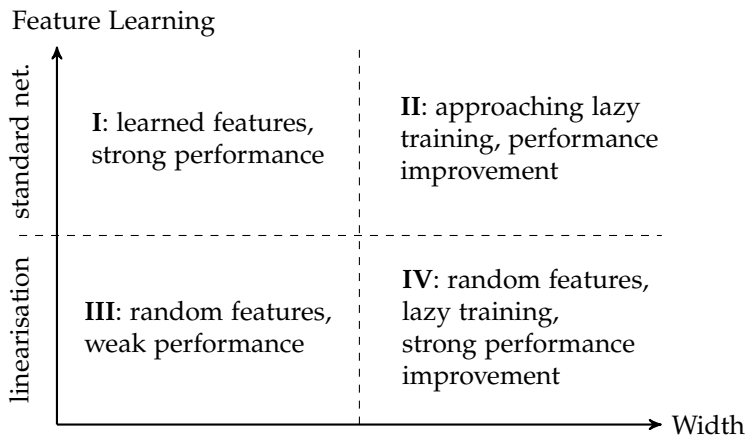 Feature Learning
standard net.
I: learned features,
strong performance
II: approaching lazy
training, performance
improvement
linearisation
III: random features,
weak performance
IV: random features,
lazy training,
strong performance
improvement
Width